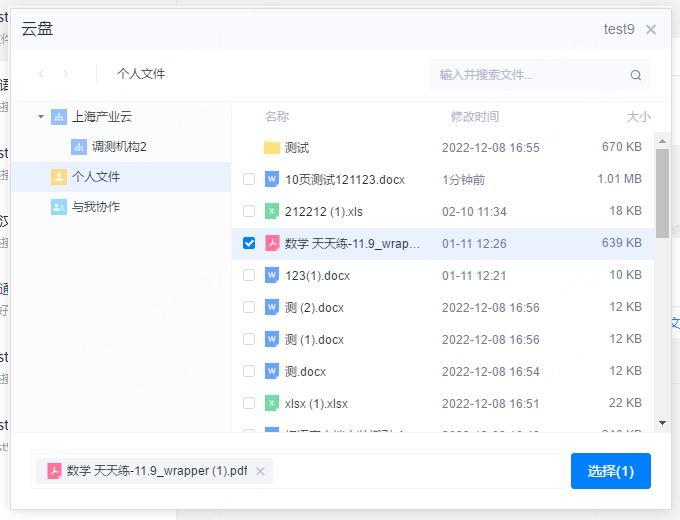 云盘 test9
个人文件 输入并搜索文件...
上海产业云
调测机构2
个人文件
与我协作
名称 修改时间 大小
测试 2022-12-08 16:55 670 KB
10页测试121123.docx 1分钟前 1.01 MB
212212 (1).xls 02-10 11:34 18 KB
数学 天天练-11.9_wrap... 01-11 12:26 639 KB
123(1).docx 01-11 12:21 10 KB
测 (2).docx 2022-12-08 16:56 12 KB
测 (1).docx 2022-12-08 16:56 12 KB
测.docx 2022-12-08 16:54 12 KB
xlsx (1).xlsx 2022-12-08 16:51 22 KB
数学 天天练-11.9_wrapper (1).pdf
选择(1)